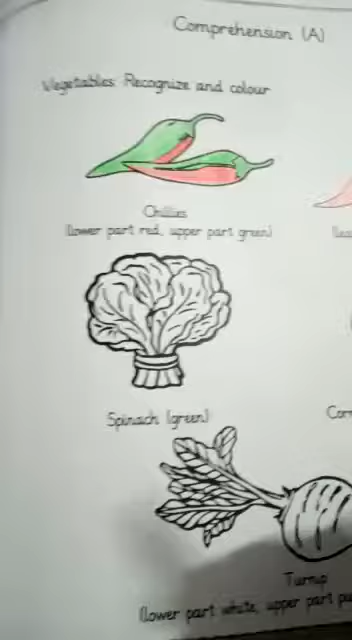 Comprehension (A)
Vegetables: Recognize and colour
Chillies
(lower part red, upper part green)
Spinach (green)
Turnip
(lower part white, upper part